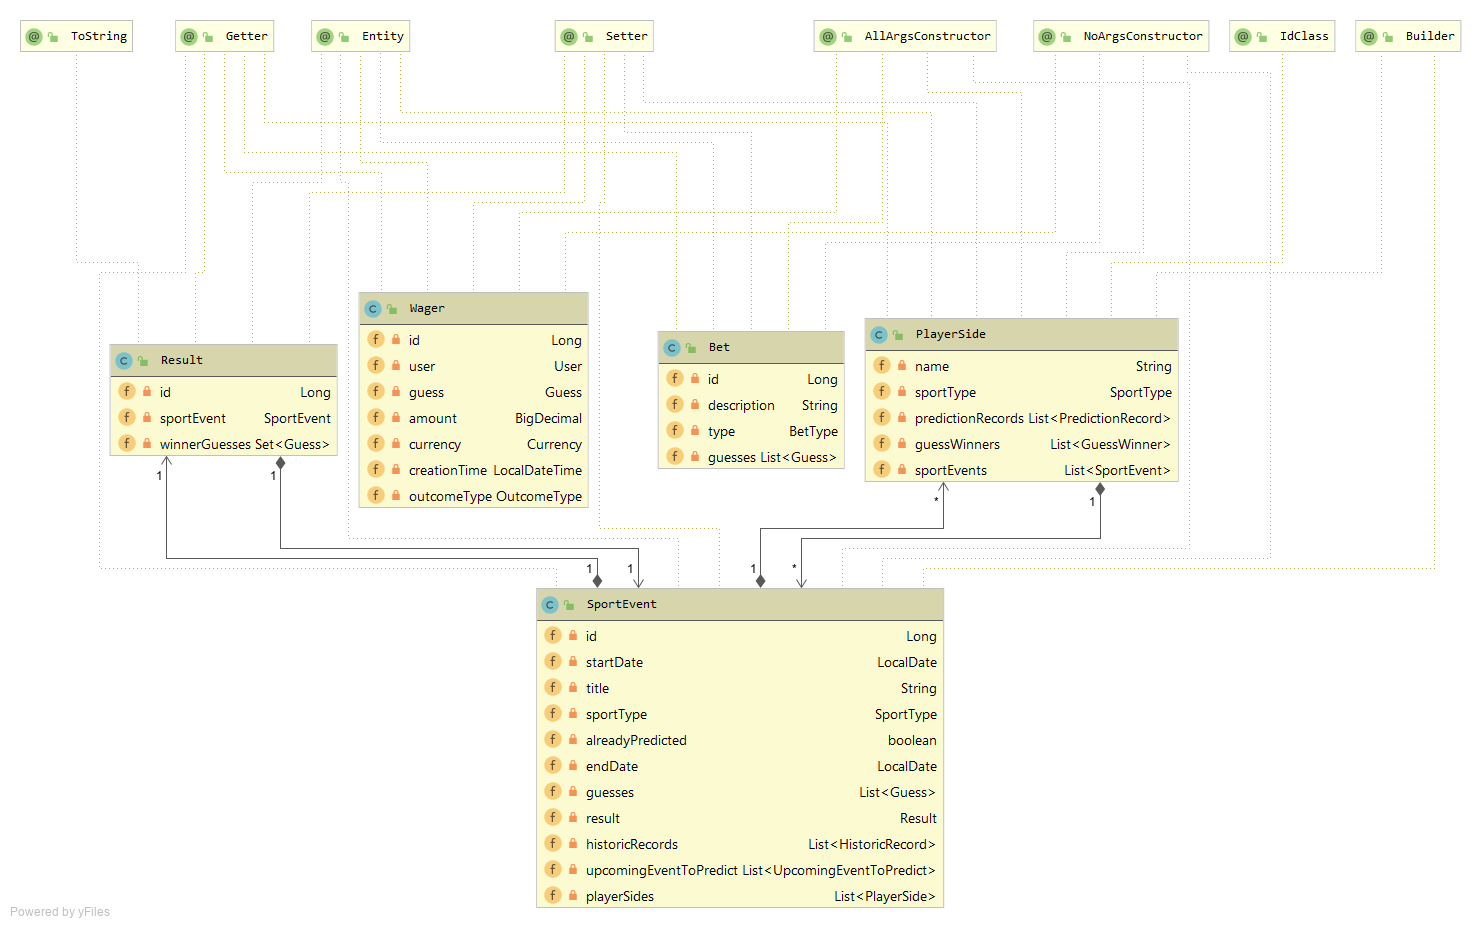 @ ToString @ Getter @ Entity @ Setter @ AllArgsConstructor @ NoArgsConstructor @ IdClass @ Builder
C Result
f id Long
f sportEvent SportEvent
f winnerGuesses Set<Guess>
1 1
C Wager
f id Long
f user User
f guess Guess
f amount BigDecimal
f currency Currency
f creationTime LocalDateTime
f outcomeType OutcomeType
C Bet
f id Long
f description String
f type BetType
f guesses List<Guess>
C PlayerSide
f name String
f sportType SportType
f predictionRecords List<PredictionRecord>
f guessWinners List<GuessWinner>
f sportEvents List<SportEvent>
* 1
1 1 1 *
C SportEvent
f id Long
f startDate LocalDate
f title String
f sportType SportType
f alreadyPredicted boolean
f endDate LocalDate
f guesses List<Guess>
f result Result
f historicRecords List<HistoricRecord>
f upcomingEventToPredict List<UpcomingEventToPredict>
f playerSides List<PlayerSide>
Powered by yFiles